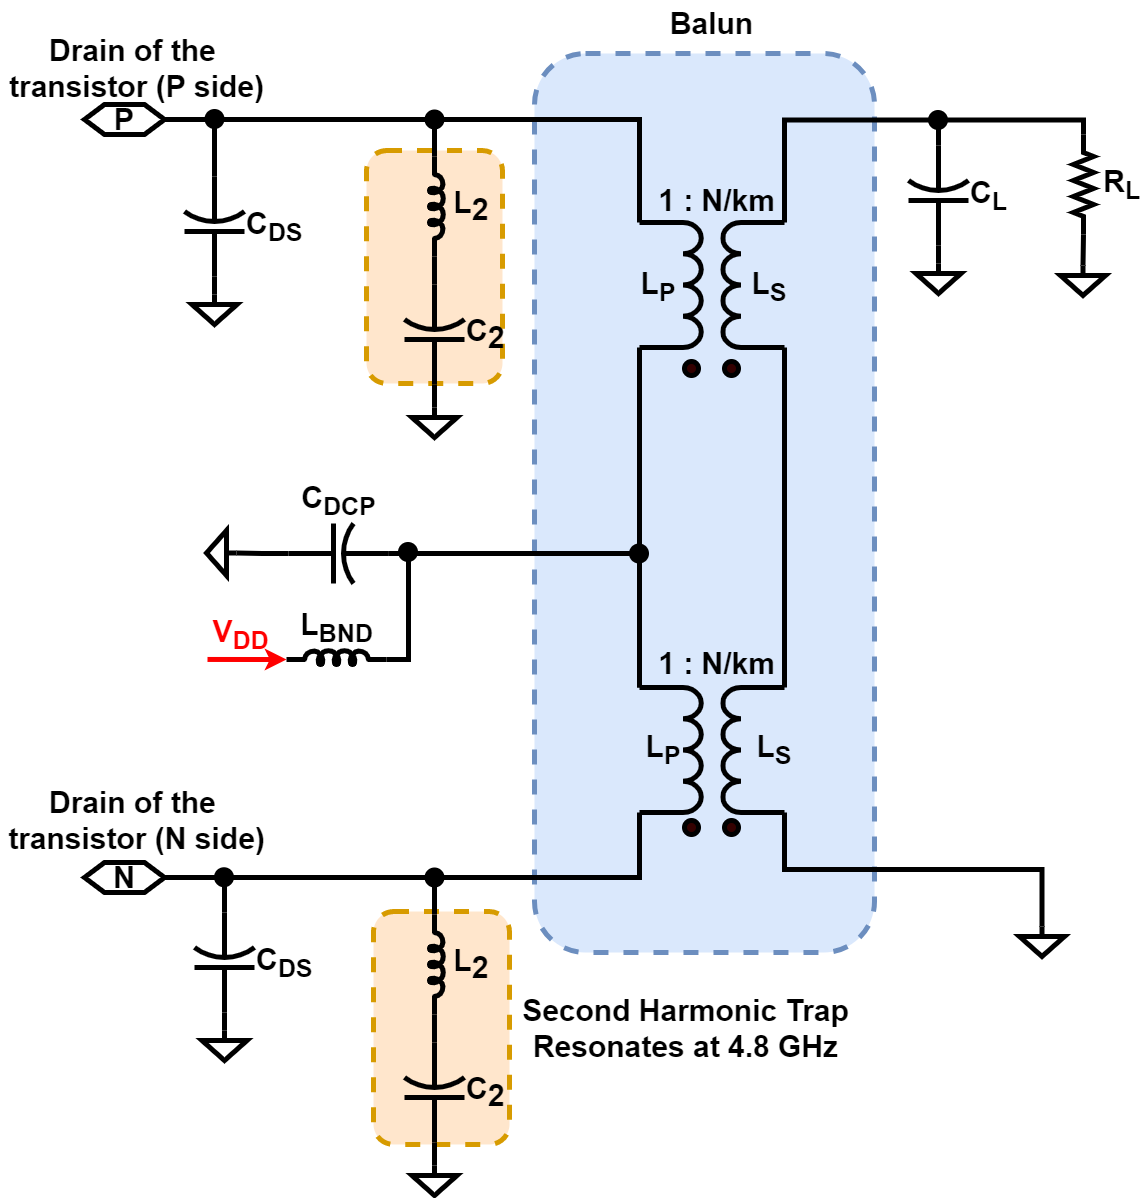 Balun
Drain of the
transistor (P side)
P
1 : N/km
CDS
L2
C2
LP
LS
CL
RL
CDCP
VDD
LBND
1 : N/km
LP
LS
Drain of the
transistor (N side)
N
CDS
L2
C2
Second Harmonic Trap
Resonates at 4.8 GHz